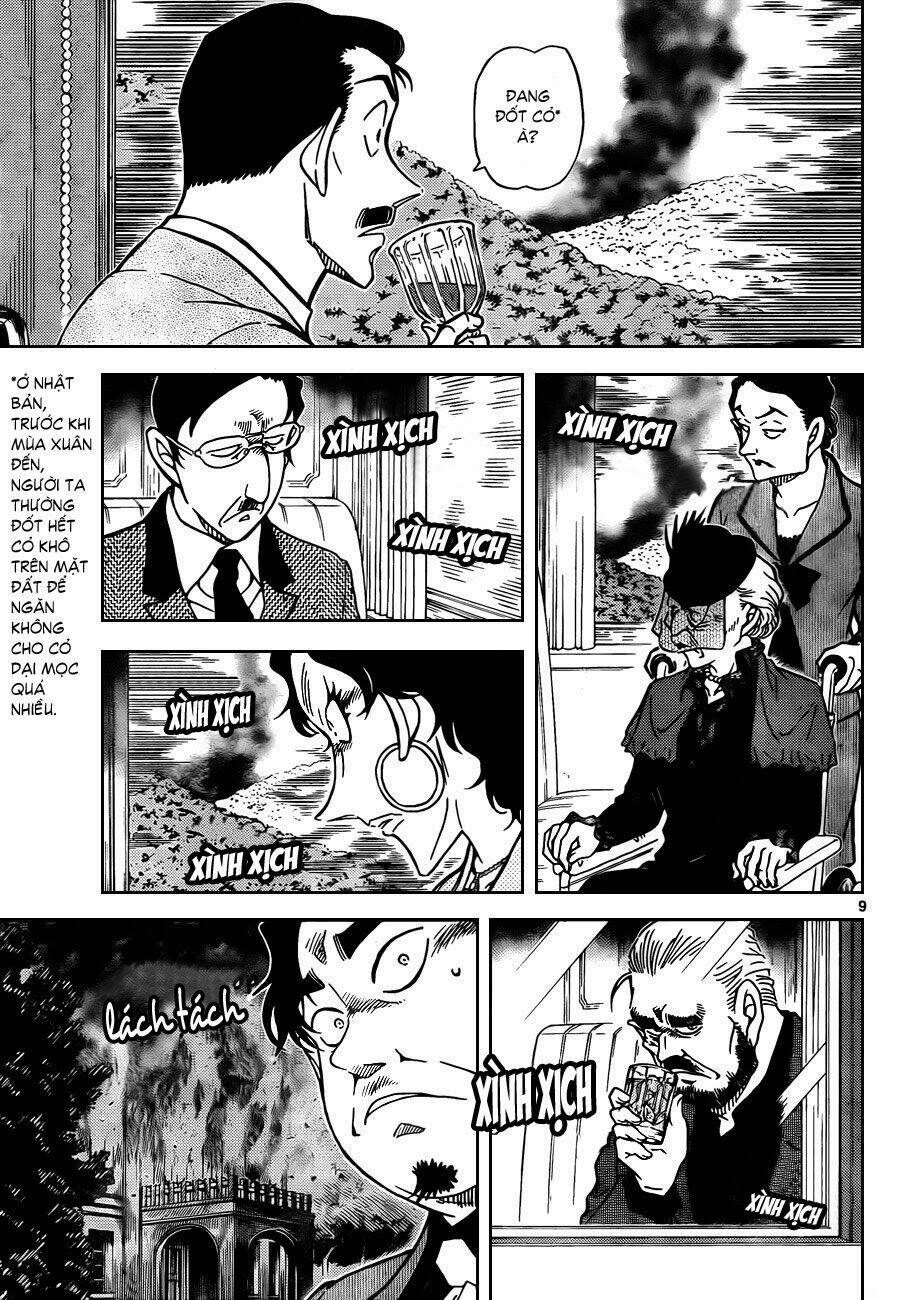 ĐANG
ĐỐT CỎ*
À?
*Ở NHẬT
BẢN,
TRƯỚC KHI
MÙA XUÂN
ĐẾN,
NGƯỜI TA
THƯỜNG
ĐỐT HẾT
CỎ KHÔ
TRÊN MẶT
ĐẤT ĐỂ
NGĂN
KHÔNG
CHO CỎ
DẠI MỌC
QUÁ
NHIỀU.
XÌNH XỊCH
XÌNH XỊCH
XÌNH XỊCH
XÌNH XỊCH
XÌNH XỊCH
9
lách tách
XÌNH XỊCH
XÌNH XỊCH